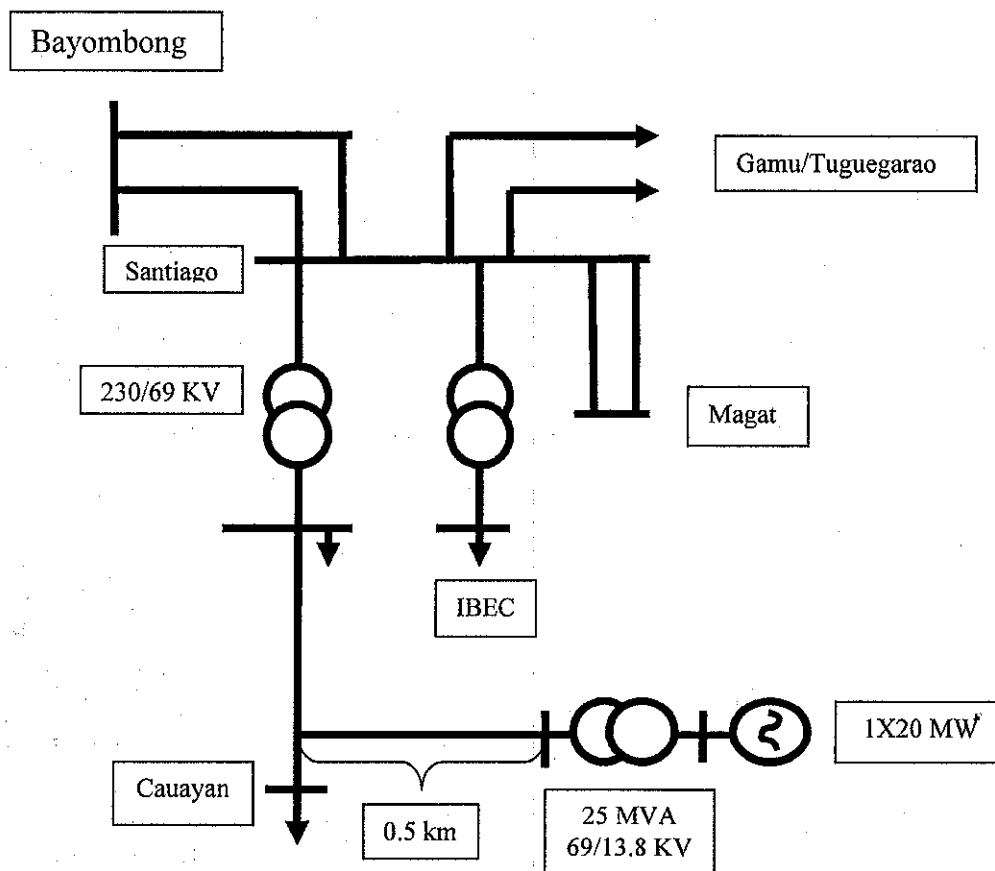 Bayombong
Gamu/Tuguegarao
Santiago
230/69 KV
Magat
IBEC
1X20 MW
Cauayan
0.5 km
25 MVA
69/13.8 KV